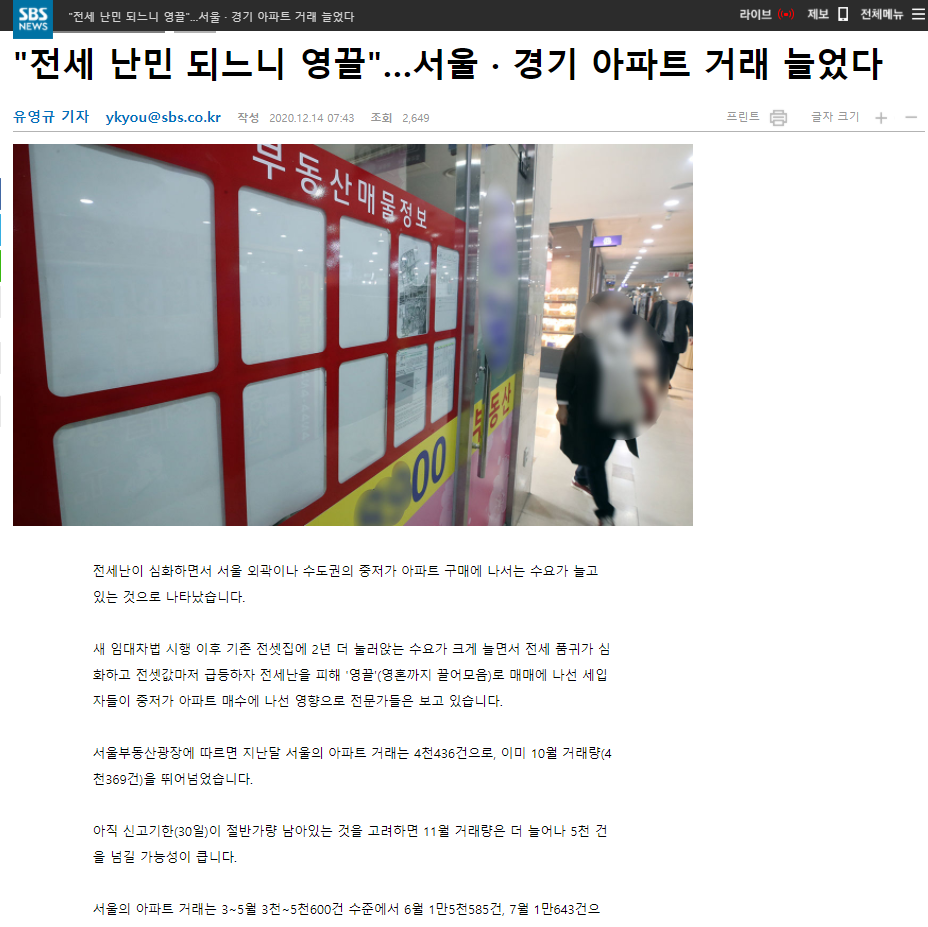 SBS
NEWS
"전세 난민 되느니 영끌"...서울 · 경기 아파트 거래 늘었다
라이브 제보 전체메뉴
"전세 난민 되느니 영끌"...서울 · 경기 아파트 거래 늘었다
유영규 기자 ykyou@sbs.co.kr 작성 2020.12.14 07:43 조회 2,649
프린트 글자 크기
부동산매물정보
부동산
00
전세난이 심화하면서 서울 외곽이나 수도권의 중저가 아파트 구매에 나서는 수요가 늘고
있는 것으로 나타났습니다.
새 임대차법 시행 이후 기존 전셋집에 2년 더 눌러앉는 수요가 크게 늘면서 전세 품귀가 심
화하고 전셋값마저 급등하자 전세난을 피해 '영끌'(영혼까지 끌어모음)로 매매에 나선 세입
자들이 중저가 아파트 매수에 나선 영향으로 전문가들은 보고 있습니다.
서울부동산광장에 따르면 지난달 서울의 아파트 거래는 4천436건으로, 이미 10월 거래량(4
천369건)을 뛰어넘었습니다.
아직 신고기한(30일)이 절반가량 남아있는 것을 고려하면 11월 거래량은 더 늘어나 5천 건
을 넘길 가능성이 큽니다.
서울의 아파트 거래는 3~5월 3천~5천600건 수준에서 6월 1만5천585건, 7월 1만643건으